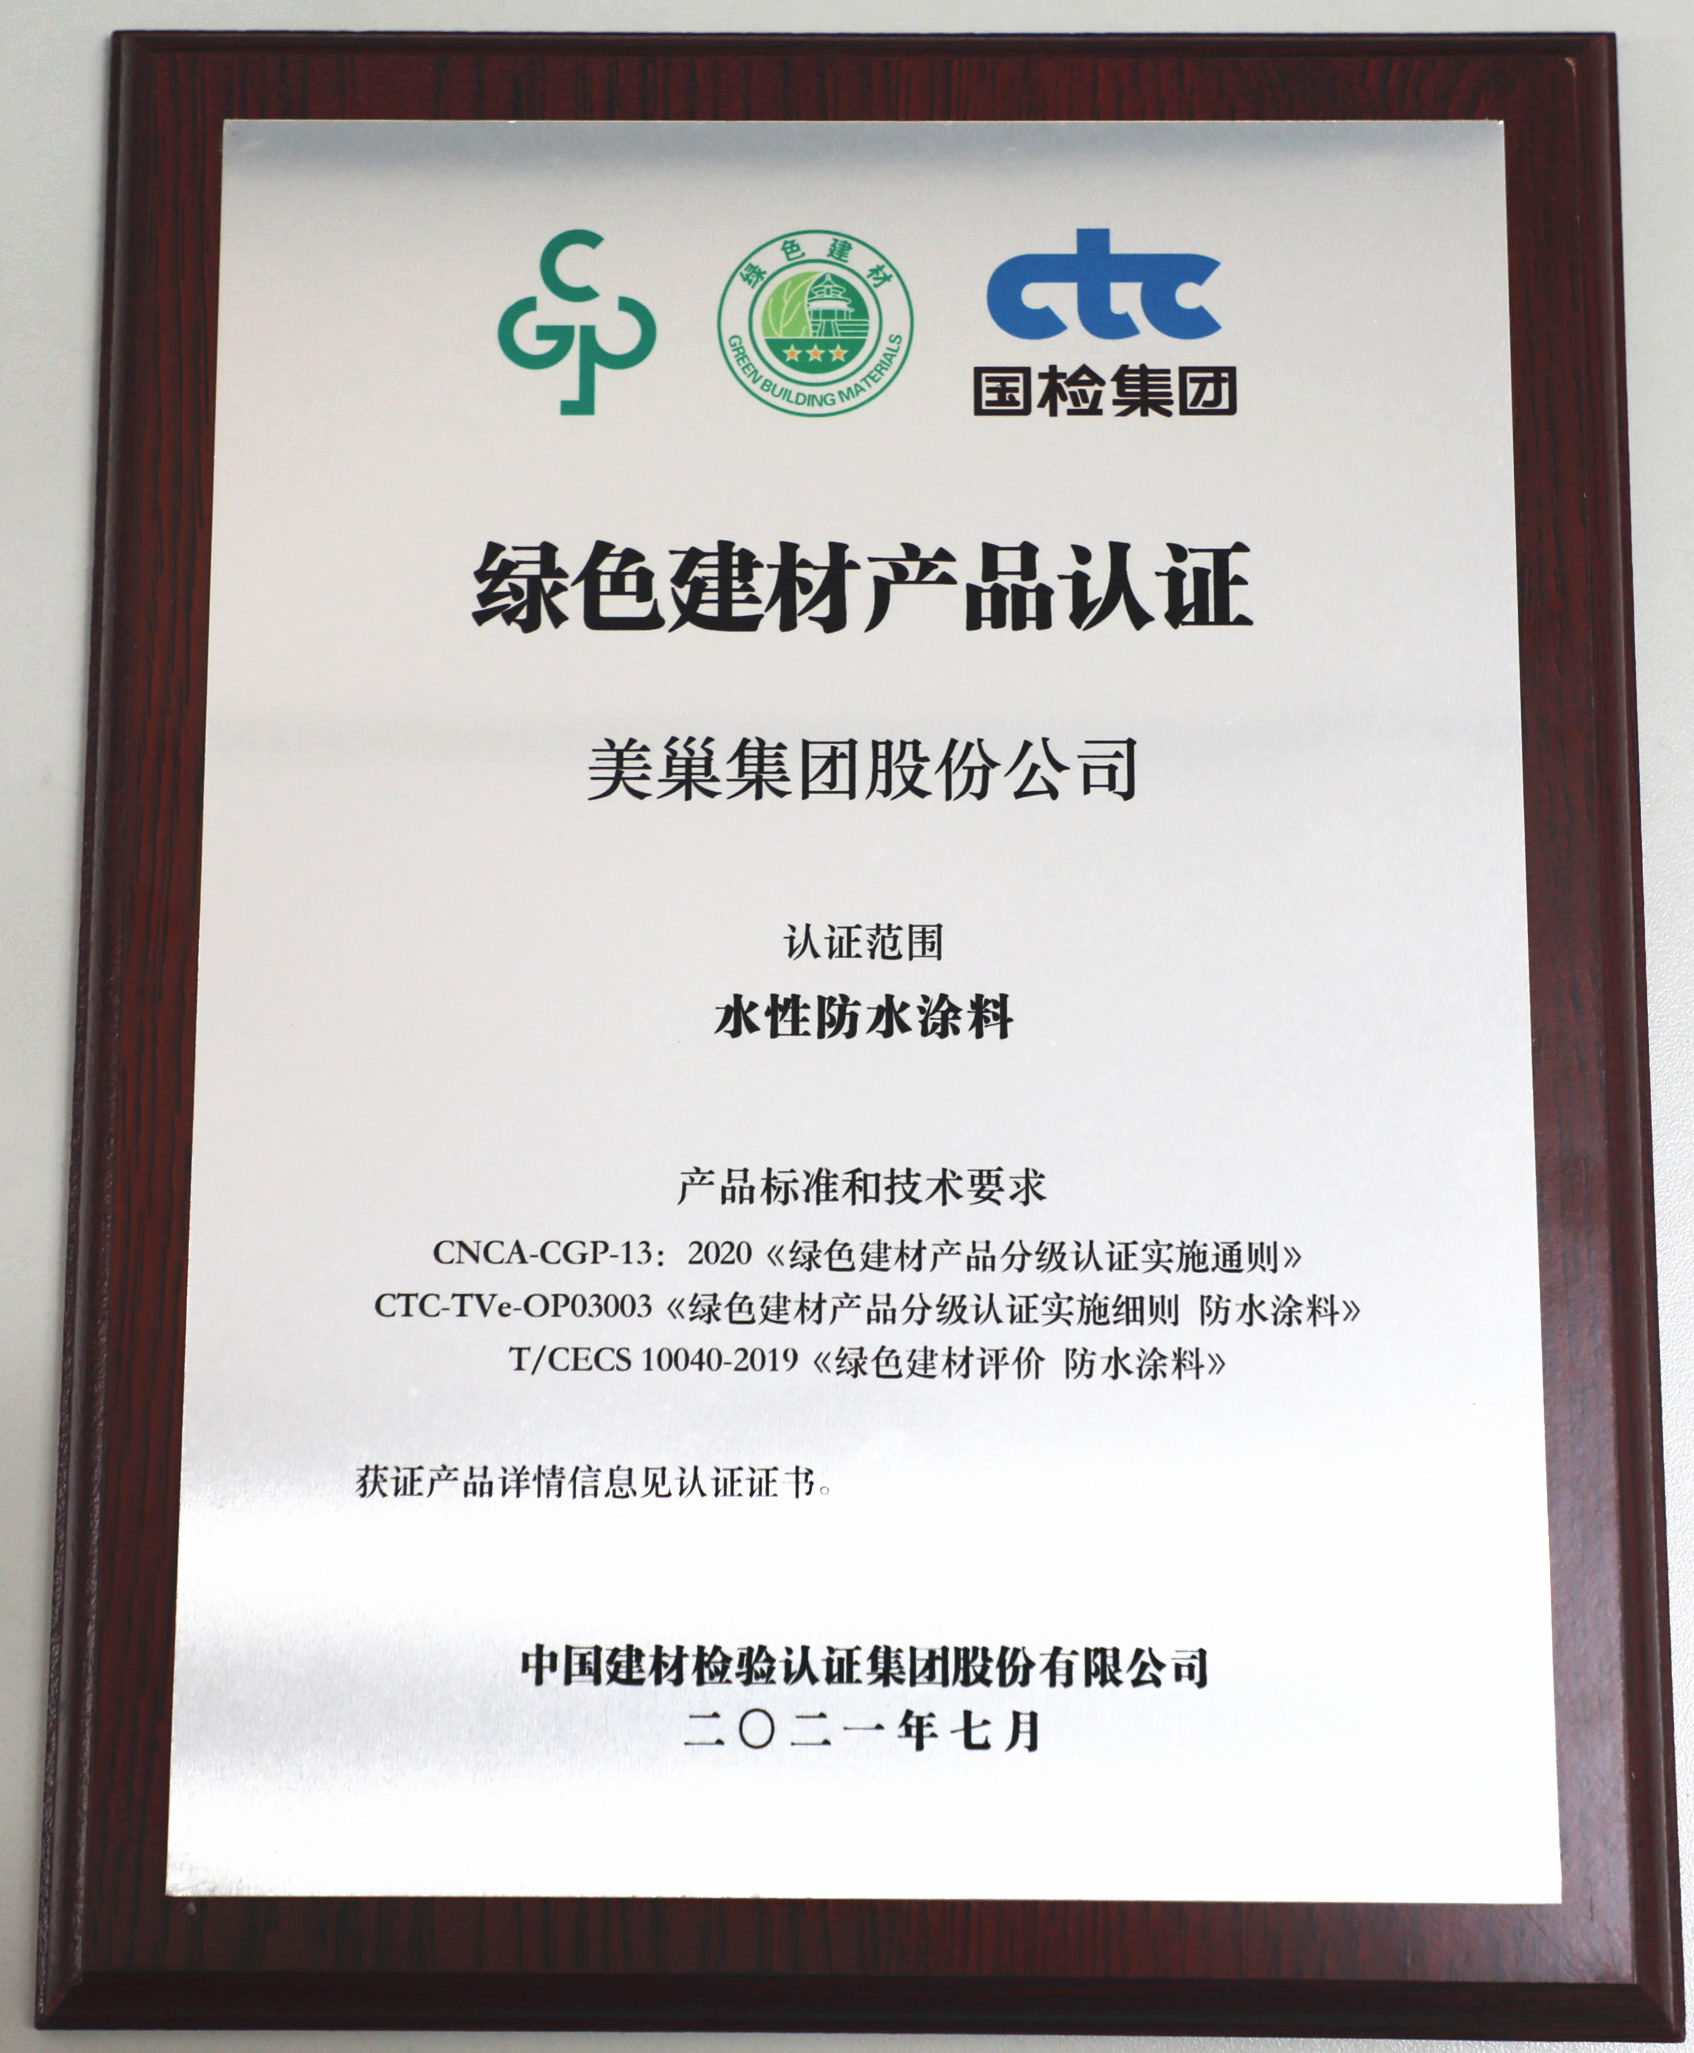 CGP
绿色建材
GREEN BUILDING MATERIALS
ctc
国检集团
绿色建材产品认证
美巢集团股份公司
认证范围
水性防水涂料
产品标准和技术要求
CNCA-CGP-13：2020《绿色建材产品分级认证实施通则》
CTC-TVe-OP03003《绿色建材产品分级认证实施细则 防水涂料》
T/CECS 10040-2019《绿色建材评价 防水涂料》
获证产品详情信息见认证证书。
中国建材检验认证集团股份有限公司
二〇二一年七月